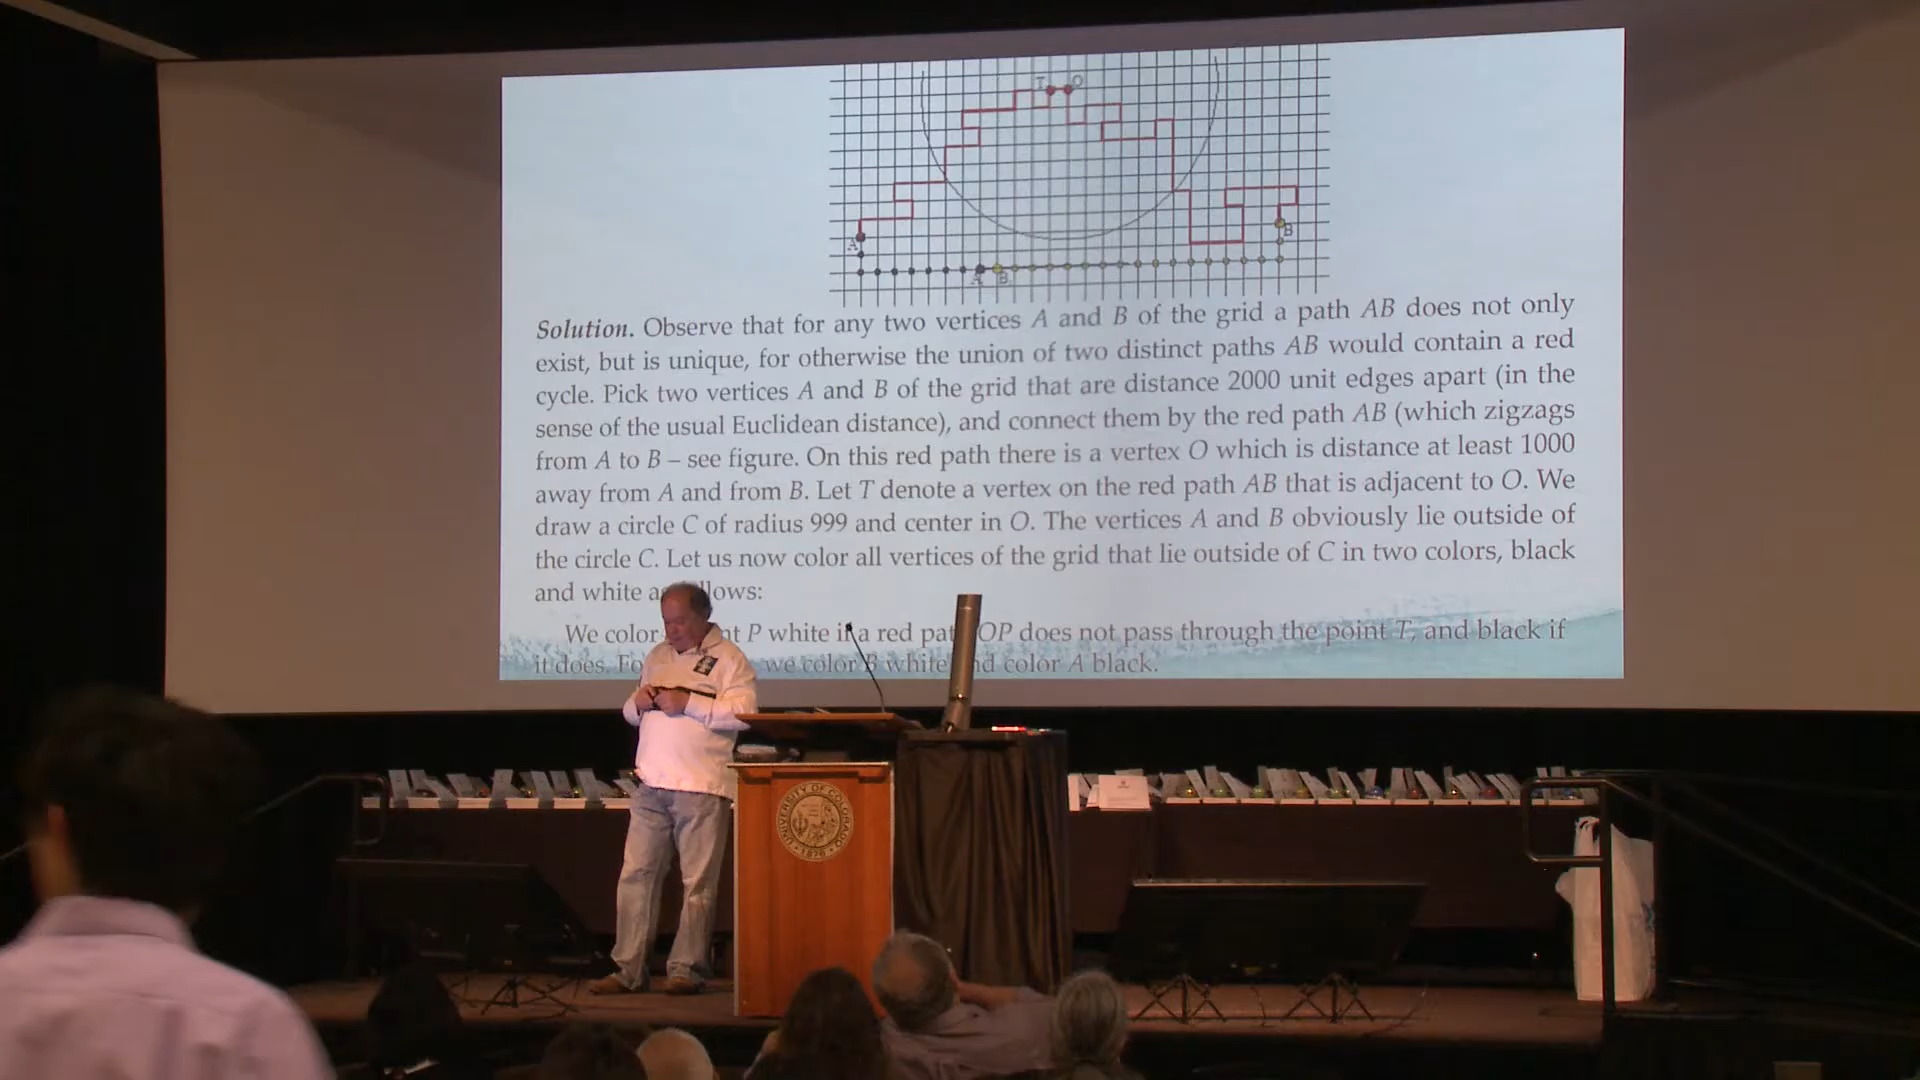 T O
A
B
A B
Solution. Observe that for any two vertices A and B of the grid a path AB does not only
exist, but is unique, for otherwise the union of two distinct paths AB would contain a red
cycle. Pick two vertices A and B of the grid that are distance 2000 unit edges apart (in the
sense of the usual Euclidean distance), and connect them by the red path AB (which zigzags
from A to B – see figure. On this red path there is a vertex O which is distance at least 1000
away from A and from B. Let T denote a vertex on the red path AB that is adjacent to O. We
draw a circle C of radius 999 and center in O. The vertices A and B obviously lie outside of
the circle C. Let us now color all vertices of the grid that lie outside of C in two colors, black
and white as lows:
We color P white if a red pat OP does not pass through the point T, and black if
it does. Fo we color B white nd color A black.
UNIVERSITY OF COLORADO
1876